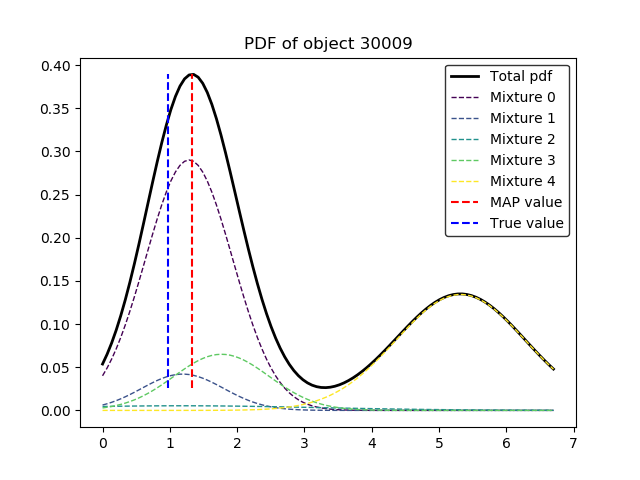 PDF of object 30009
0.40
0.35
0.30
0.25
0.20
0.15
0.10
0.05
0.00
0 1 2 3 4 5 6 7
Total pdf
Mixture 0
Mixture 1
Mixture 2
Mixture 3
Mixture 4
MAP value
True value